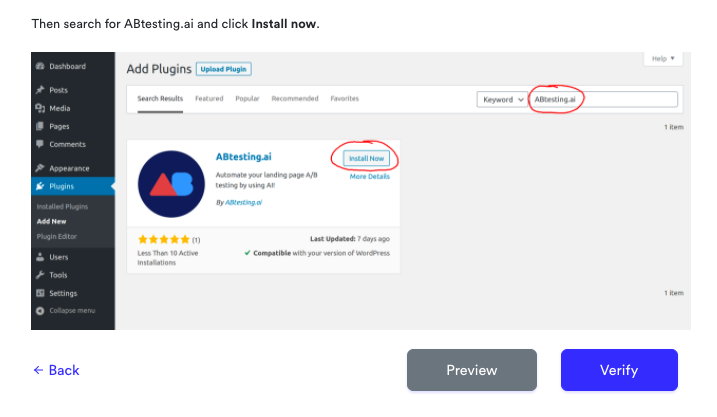 Then search for ABtesting.ai and click Install now.
Help ▼
Dashboard
Posts
Media
Pages
Comments
Appearance
Plugins
Installed Plugins
Add New
Plugin Editor
Users
Tools
Settings
Collapse menu
Add Plugins Upload Plugin
Search Results Featured Popular Recommended Favorites Keyword ABtesting.ai
1 item
AB
ABtesting.ai Install Now
Automate your landing page A/B More Details
testing by using AI!
By ABtesting.ai
(1) Last Updated: 7 days ago
Less Than 10 Active ✔ Compatible with your version of WordPress
Installations
1 item
← Back Preview Verify